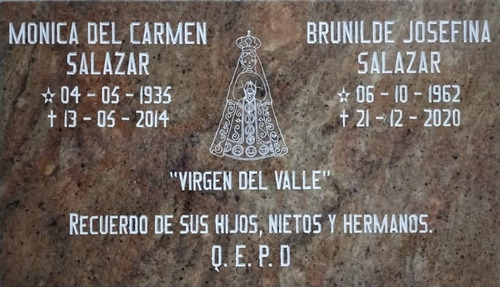 MONICA DEL CARMEN
SALAZAR
☆ 04 - 05 - 1935
† 13 - 05 - 2014
BRUNILDE JOSEFINA
SALAZAR
☆ 06 - 10 - 1962
† 21 - 12 - 2020
"VIRGEN DEL VALLE"
RECUERDO DE SUS HIJOS, NIETOS Y HERMANOS.
Q. E. P. D